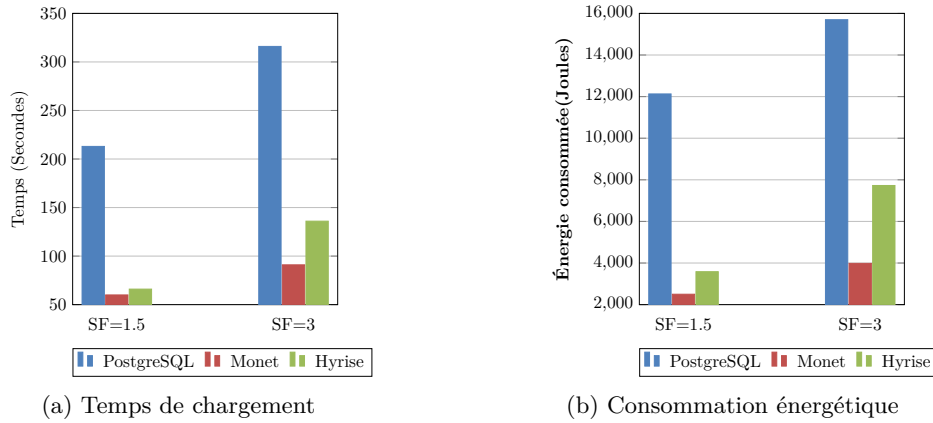 350
300
250
200
150
100
50
Temps (Secondes)
SF=1.5 SF=3
PostgreSQL Monet Hyrise
(a) Temps de chargement
16,000
14,000
12,000
10,000
8,000
6,000
4,000
2,000
Énergie consommée(Joules)
SF=1.5 SF=3
PostgreSQL Monet Hyrise
(b) Consommation énergétique